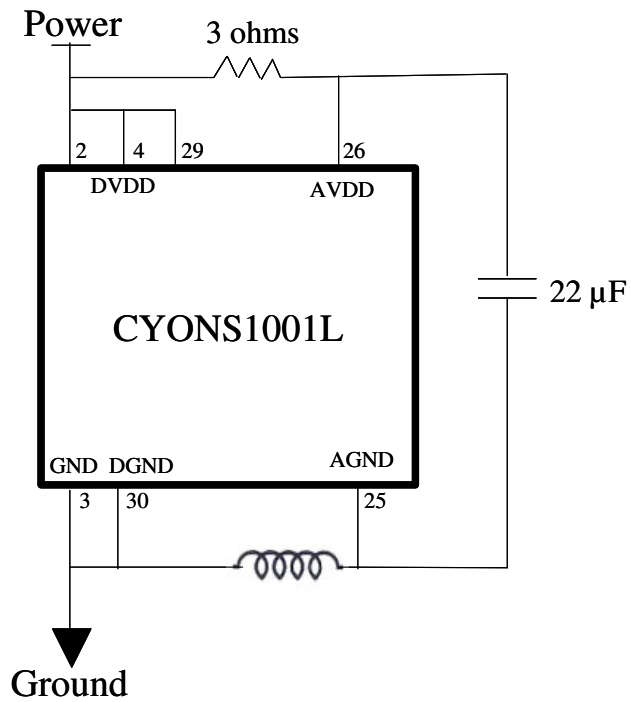 Power
3 ohms
2 4 29 26
DVDD AVDD
CYONS1001L
22 µF
GND DGND AGND
3 30 25
Ground